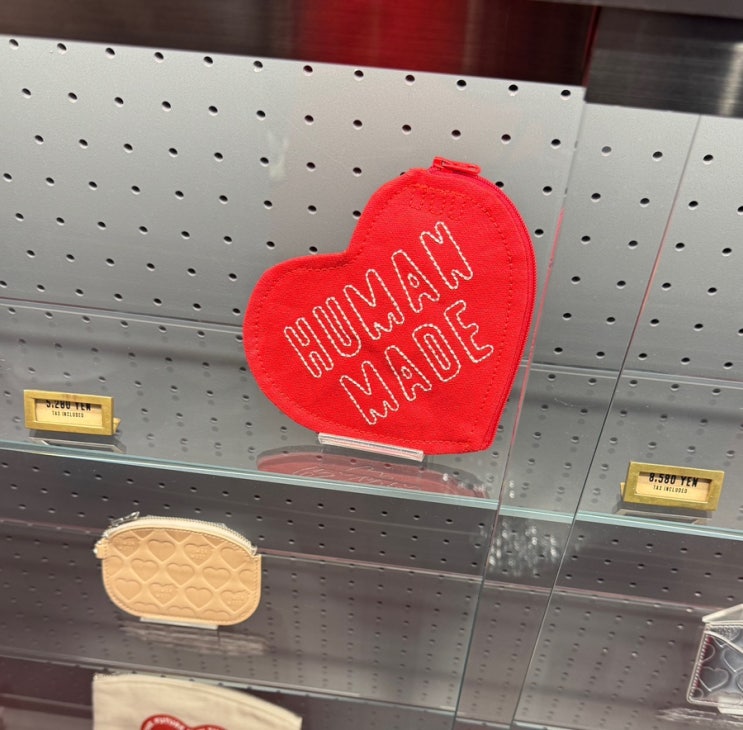 HUMAN
MADE
5.280 YEN
TAX INCLUDED
8.580 YEN
TAX INCLUDED